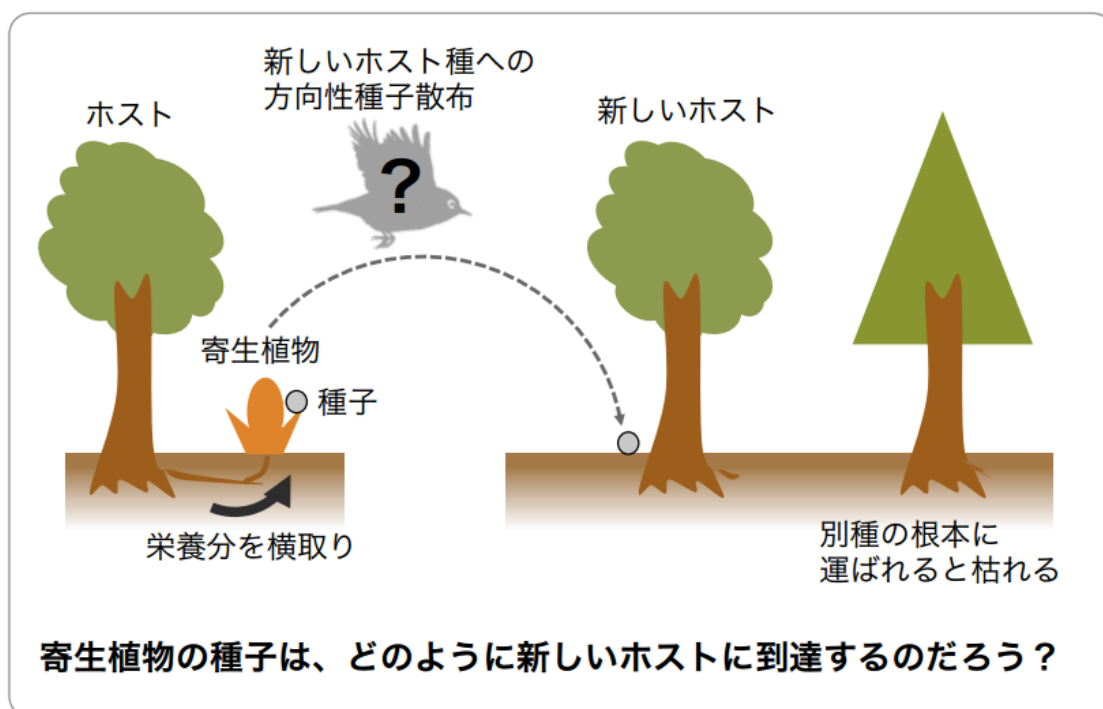 新しいホスト種への
方向性種子散布
ホスト
?
新しいホスト
寄生植物
種子
栄養分を横取り
別種の根本に
運ばれると枯れる
寄生植物の種子は、どのように新しいホストに到達するのだろう？